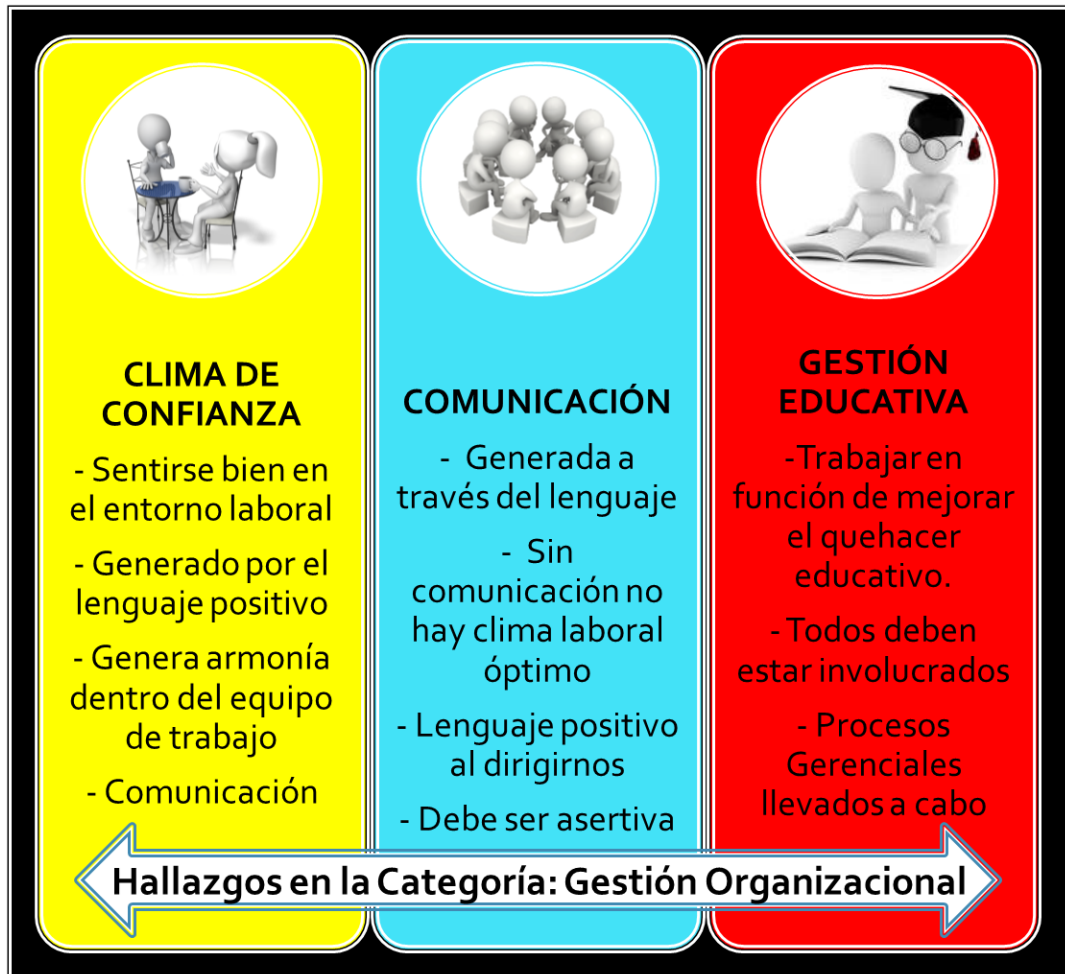 CLIMA DE
CONFIANZA
- Sentirse bien en
el entorno laboral
- Generado por el
lenguaje positivo
- Genera armonía
dentro del equipo
de trabajo
- Comunicación
COMUNICACIÓN
- Generada a
través del lenguaje
- Sin
comunicación no
hay clima laboral
óptimo
- Lenguaje positivo
al dirigirnos
- Debe ser asertiva
GESTIÓN
EDUCATIVA
-Trabajar en
función de mejorar
el quehacer
educativo.
- Todos deben
estar involucrados
- Procesos
Gerenciales
llevados a cabo
Hallazgos en la Categoría: Gestión Organizacional